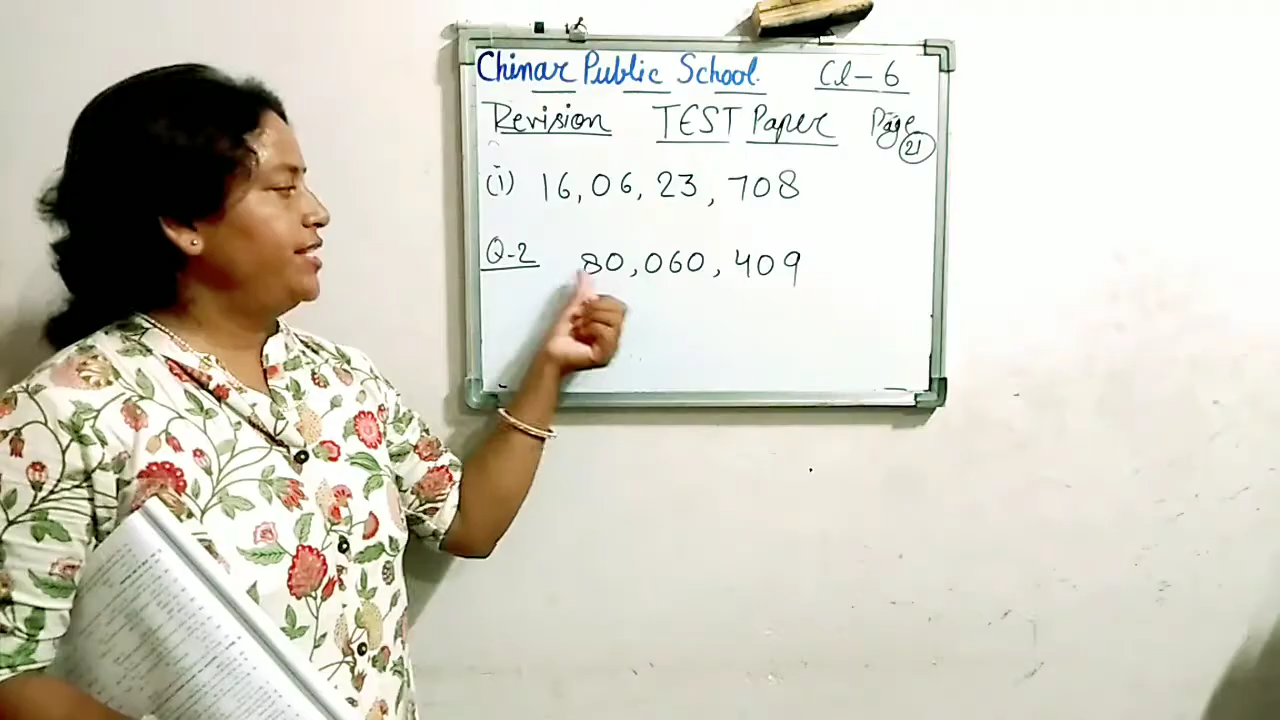 Chinar Public School. Cl-6
Revision TEST Paper Page 21
(i) 16,06,23,708
Q-2 80,060,409